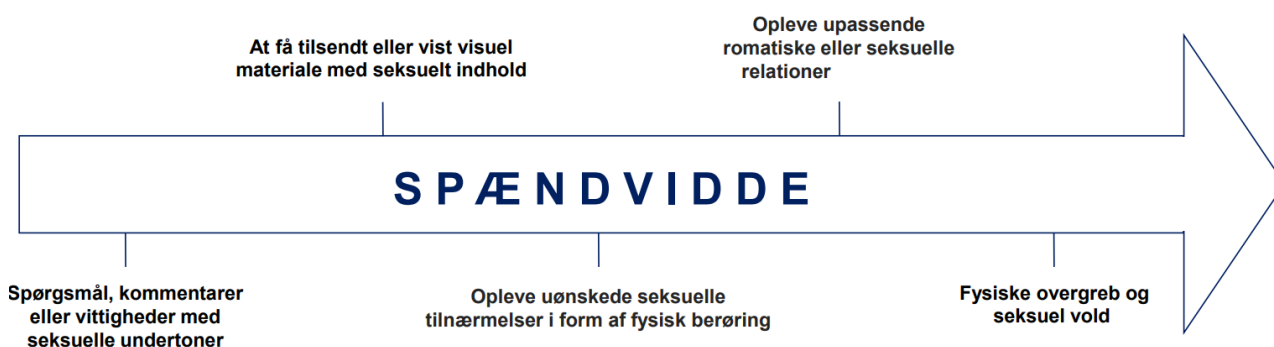 At få tilsendt eller vist visuel
materiale med seksuelt indhold
Opleve upassende
romatiske eller seksuelle
relationer
SPÆNDVIDDE
Spørgsmål, kommentarer
eller vittigheder med
seksuelle undertoner
Opleve uønskede seksuelle
tilnærmelser i form af fysisk berøring
Fysiske overgreb og
seksuel vold